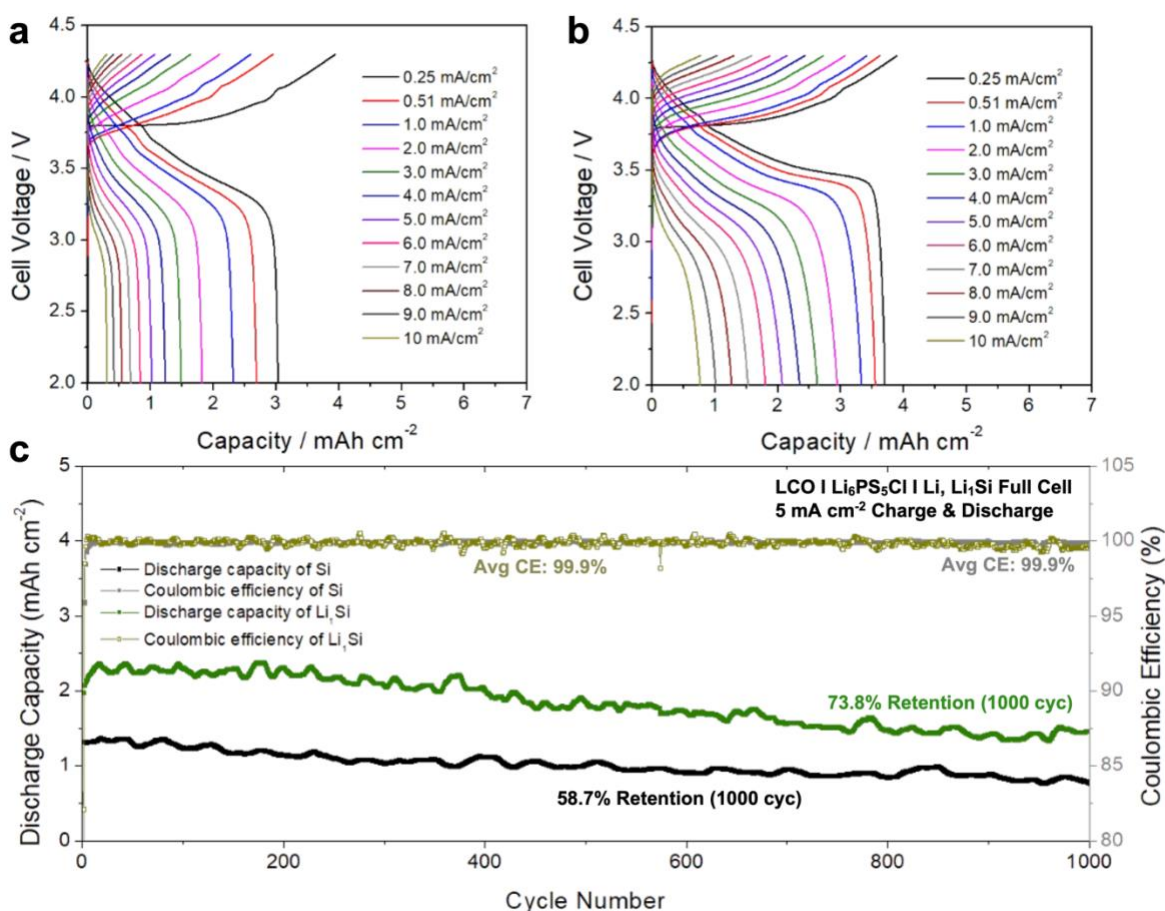 a
4.5
4.0
3.5
3.0
2.5
2.0
Cell Voltage / V
0.25 mA/cm²
0.51 mA/cm²
1.0 mA/cm²
2.0 mA/cm²
3.0 mA/cm²
4.0 mA/cm²
5.0 mA/cm²
6.0 mA/cm²
7.0 mA/cm²
8.0 mA/cm²
9.0 mA/cm²
10 mA/cm²
0 1 2 3 4 5 6 7
Capacity / mAh cm⁻²
b
4.5
4.0
3.5
3.0
2.5
2.0
Cell Voltage / V
0.25 mA/cm²
0.51 mA/cm²
1.0 mA/cm²
2.0 mA/cm²
3.0 mA/cm²
4.0 mA/cm²
5.0 mA/cm²
6.0 mA/cm²
7.0 mA/cm²
8.0 mA/cm²
9.0 mA/cm²
10 mA/cm²
0 1 2 3 4 5 6 7
Capacity / mAh cm⁻²
c
5
4
3
2
1
0
Discharge Capacity (mAh cm⁻²)
LCO I Li₆PS₅Cl I Li, Li₁Si Full Cell
5 mA cm⁻² Charge & Discharge
Avg CE: 99.9%
Avg CE: 99.9%
Discharge capacity of Si
Coulombic efficiency of Si
Discharge capacity of Li₁Si
Coulombic efficiency of Li₁Si
73.8% Retention (1000 cyc)
58.7% Retention (1000 cyc)
105
100
95
90
85
80
Coulombic Efficiency (%)
0 200 400 600 800 1000
Cycle Number